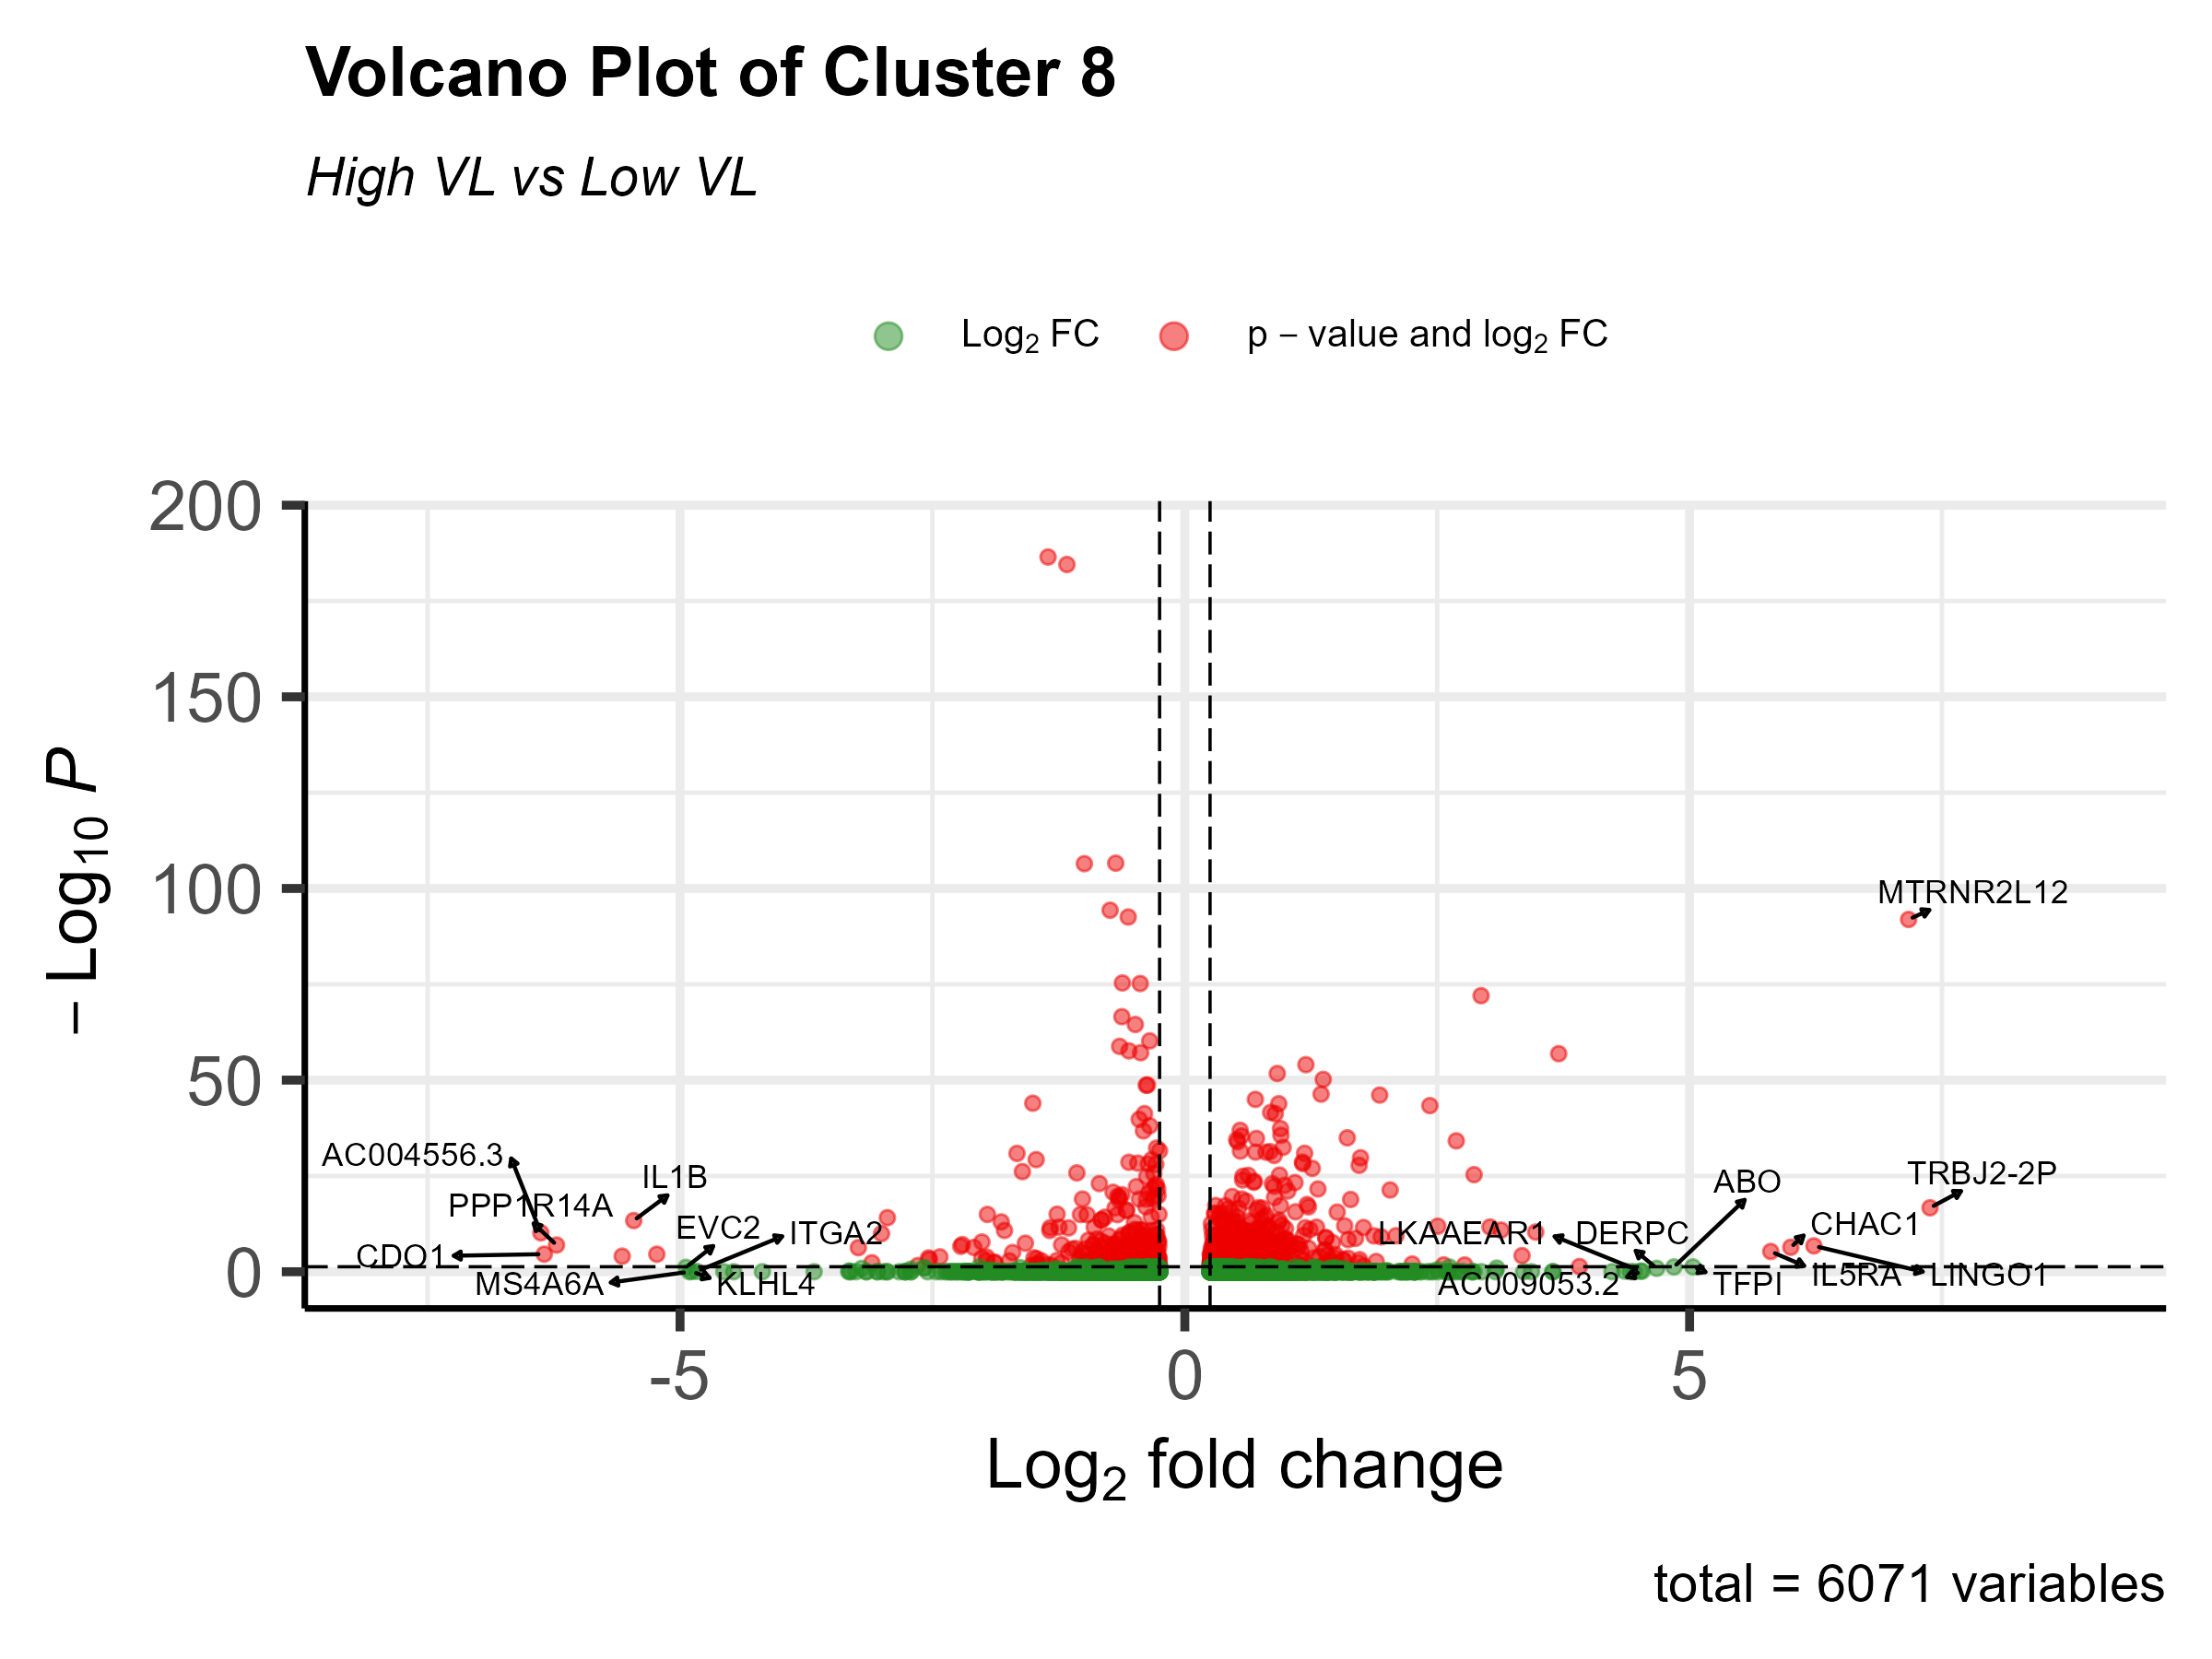 Volcano Plot of Cluster 8
High VL vs Low VL
Log₂ FC
p − value and log₂ FC
200
150
100
50
0
− Log₁₀ P
MTRNR2L12
AC004556.3
IL1B
PPP1R14A
EVC2
ITGA2
CDO1
MS4A6A
KLHL4
ABO
TRBJ2-2P
LKAAEAR1
DERPC
CHAC1
AC009053.2
TFPI
IL5RA
LINGO1
-5
0
5
Log₂ fold change
total = 6071 variables